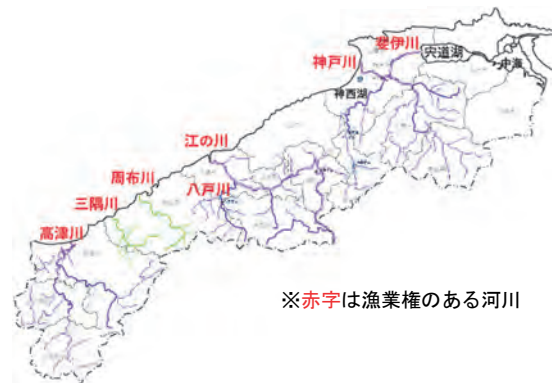 斐伊川
宍道湖
中海
神戸川
神西湖
江の川
周布川
八戸川
三隅川
高津川
※赤字は漁業権のある河川